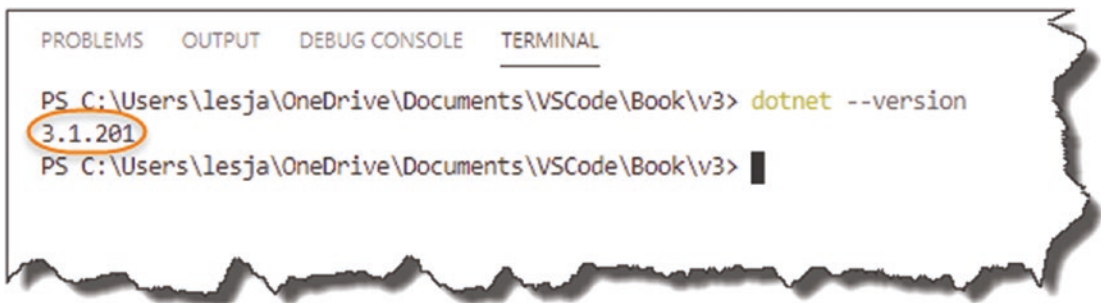 PROBLEMS OUTPUT DEBUG CONSOLE TERMINAL
PS C:\Users\lesja\OneDrive\Documents\VSCode\Book\v3> dotnet --version
3.1.201
PS C:\Users\lesja\OneDrive\Documents\VSCode\Book\v3>